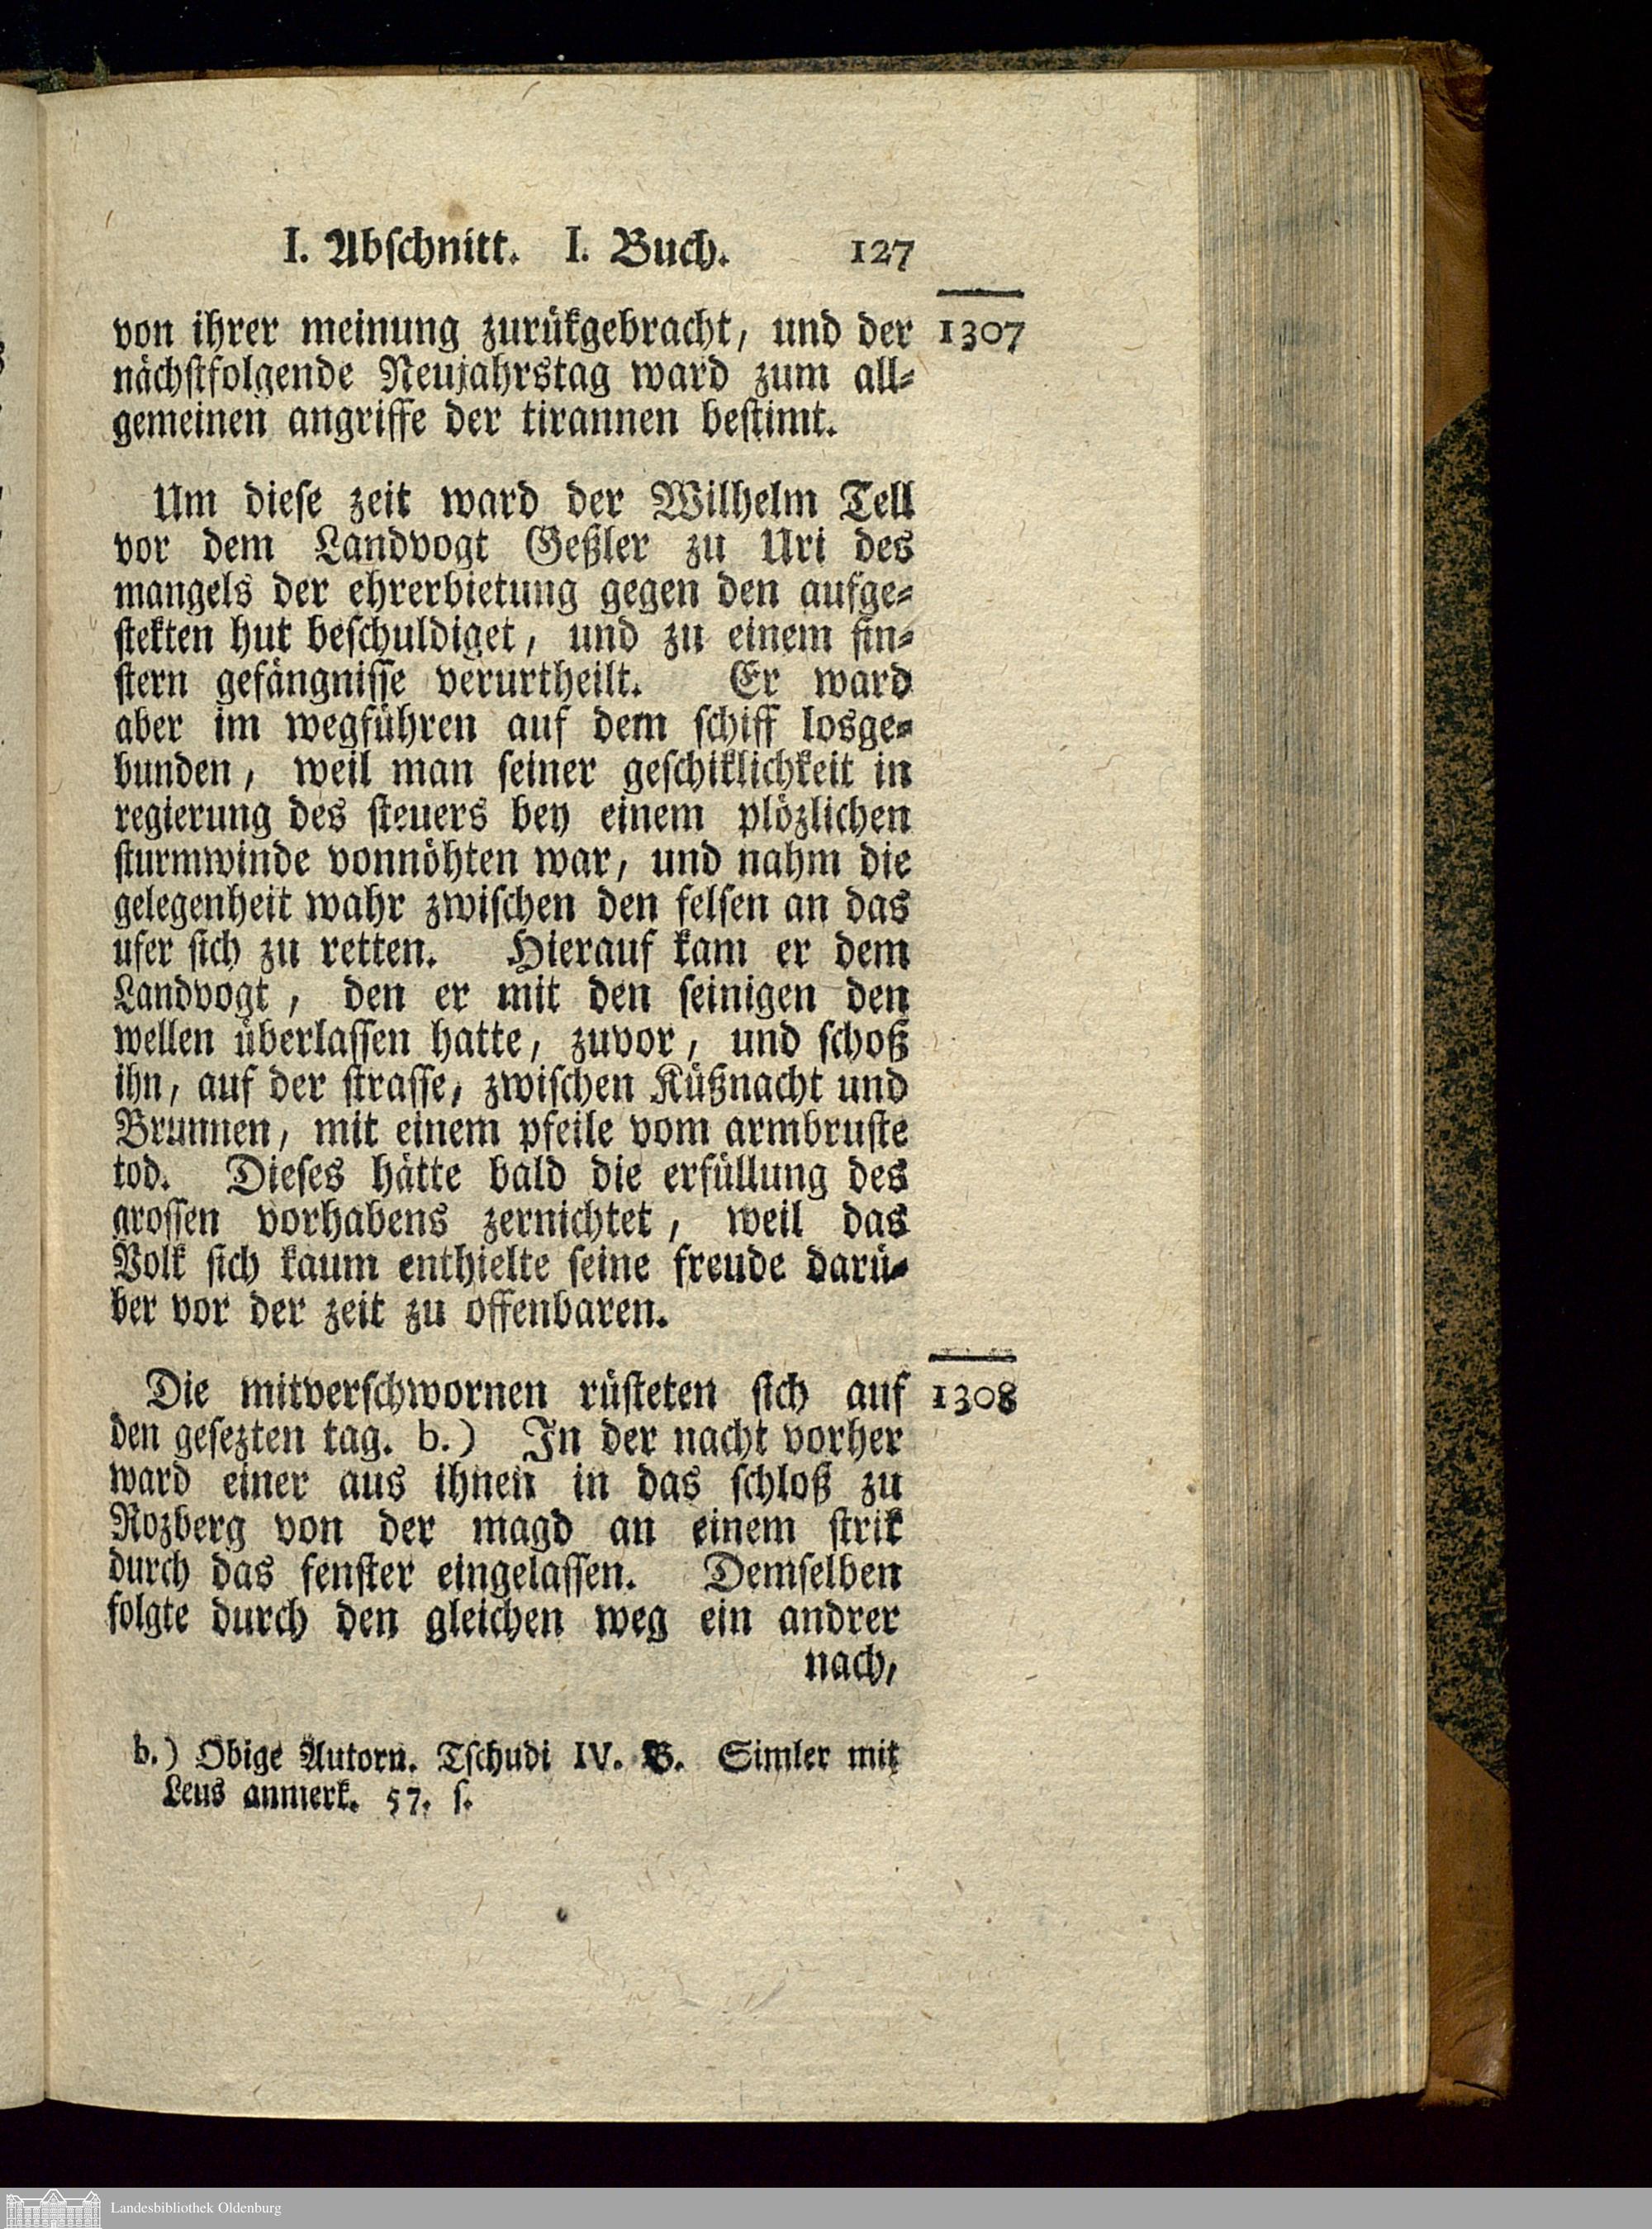 I. Abschnitt. I. Buch. 127
von ihrer meinung zurükgebracht, und der 1307
nächstfolgende Neujahrstag ward zum all-
gemeinen angriffe der tirannen bestimt.
Um diese zeit ward der Wilhelm Tell
vor dem Landvogt Geßler zu Uri des
mangels der ehrerbietung gegen den aufge-
stekten hut beschuldiget, und zu einem fin-
stern gefängnisse verurtheilt. Er ward
aber im wegführen auf dem schiff losge-
bunden, weil man seiner geschiklichkeit in
regierung des steuers bey einem plözlichen
sturmwinde vonnöhten war, und nahm die
gelegenheit wahr zwischen den felsen an das
ufer sich zu retten. Hierauf kam er dem
Landvogt, den er mit den seinigen den
wellen überlassen hatte, zuvor, und schoß
ihn, auf der strasse, zwischen Küßnacht und
Brunnen, mit einem pfeile vom armbruste
tod. Dieses hätte bald die erfüllung des
grossen vorhabens zernichtet, weil das
Volk sich kaum enthielte seine freude darü-
ber vor der zeit zu offenbaren.
Die mitverschwornen rüsteten sich auf 1308
den gesezten tag. b.) In der nacht vorher
ward einer aus ihnen in das schloß zu
Rozberg von der magd an einem strik
durch das fenster eingelassen. Demselben
folgte durch den gleichen weg ein andrer
nach,
b.) Obige Autorn. Tschudi IV. B. Simler mit
Leus anmerk. 57. s.
Landesbibliothek Oldenburg